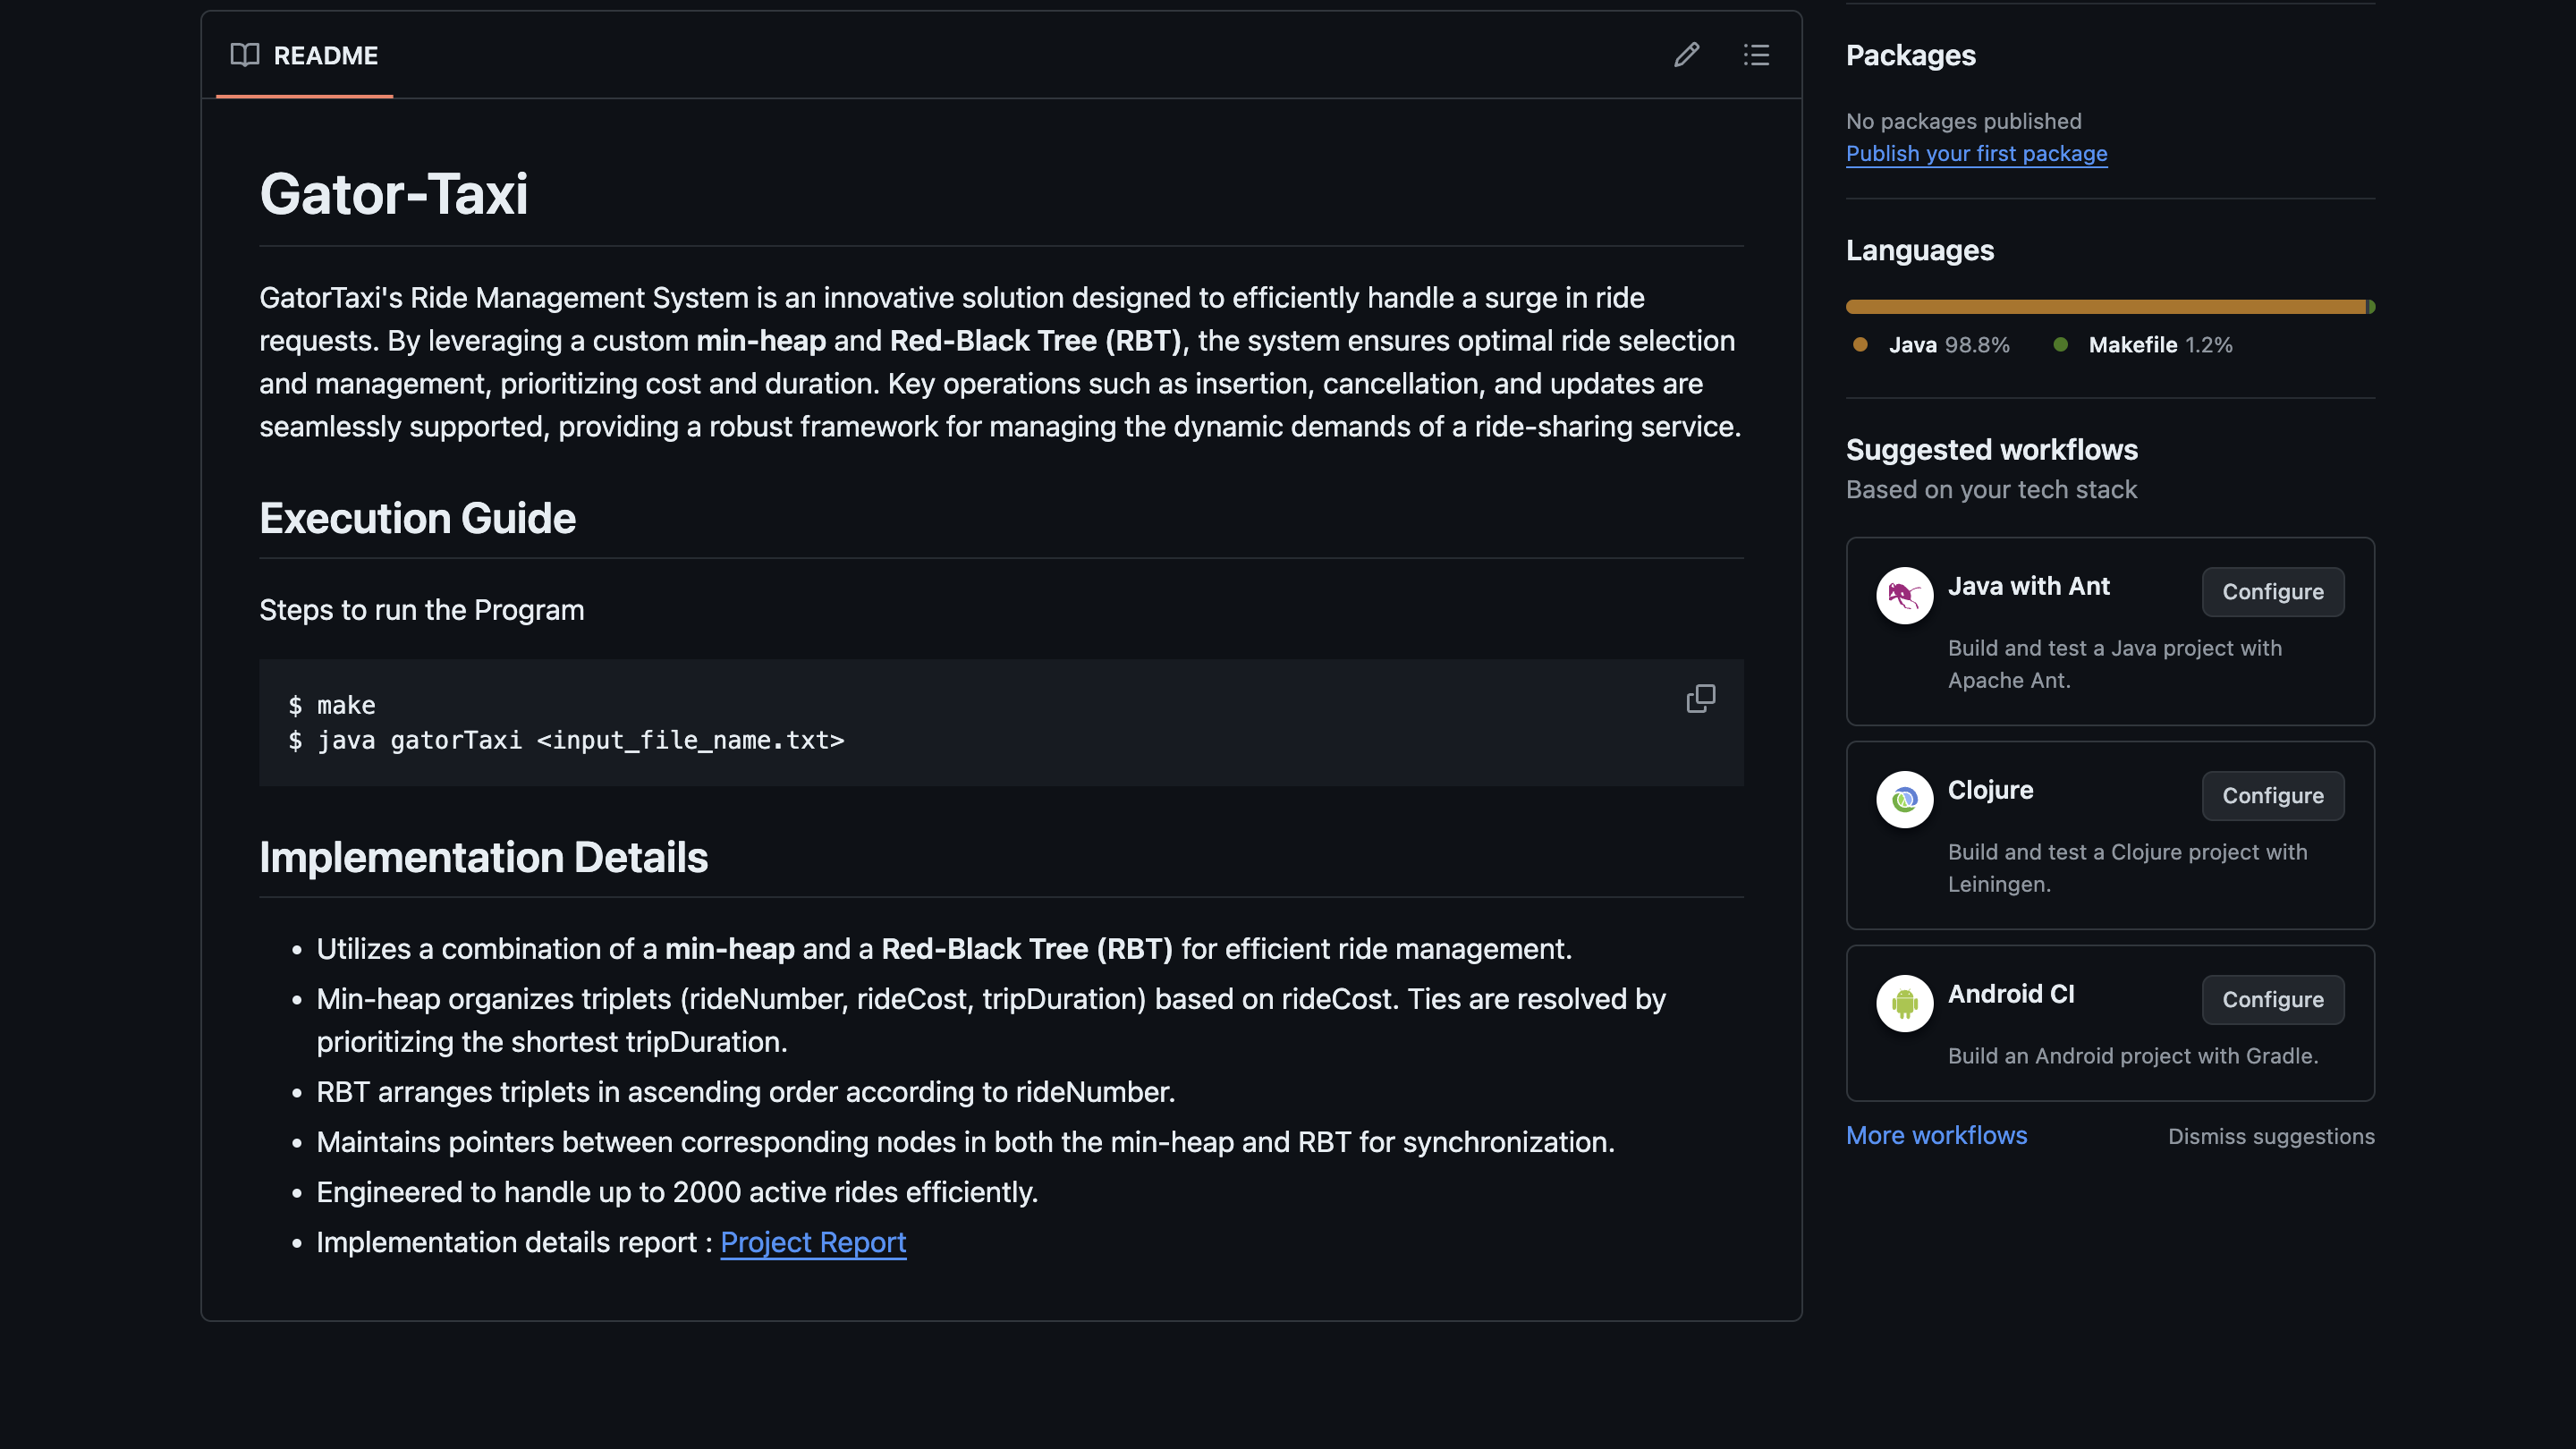 README
Gator-Taxi
GatorTaxi's Ride Management System is an innovative solution designed to efficiently handle a surge in ride
requests. By leveraging a custom min-heap and Red-Black Tree (RBT), the system ensures optimal ride selection
and management, prioritizing cost and duration. Key operations such as insertion, cancellation, and updates are
seamlessly supported, providing a robust framework for managing the dynamic demands of a ride-sharing service.
Execution Guide
Steps to run the Program
$ make
$ java gatorTaxi <input_file_name.txt>
Implementation Details
• Utilizes a combination of a min-heap and a Red-Black Tree (RBT) for efficient ride management.
• Min-heap organizes triplets (rideNumber, rideCost, tripDuration) based on rideCost. Ties are resolved by
prioritizing the shortest tripDuration.
• RBT arranges triplets in ascending order according to rideNumber.
• Maintains pointers between corresponding nodes in both the min-heap and RBT for synchronization.
• Engineered to handle up to 2000 active rides efficiently.
• Implementation details report : Project Report
Packages
No packages published
Publish your first package
Languages
Java 98.8% Makefile 1.2%
Suggested workflows
Based on your tech stack
Java with Ant
Configure
Build and test a Java project with
Apache Ant.
Clojure
Configure
Build and test a Clojure project with
Leiningen.
Android CI
Configure
Build an Android project with Gradle.
More workflows
Dismiss suggestions